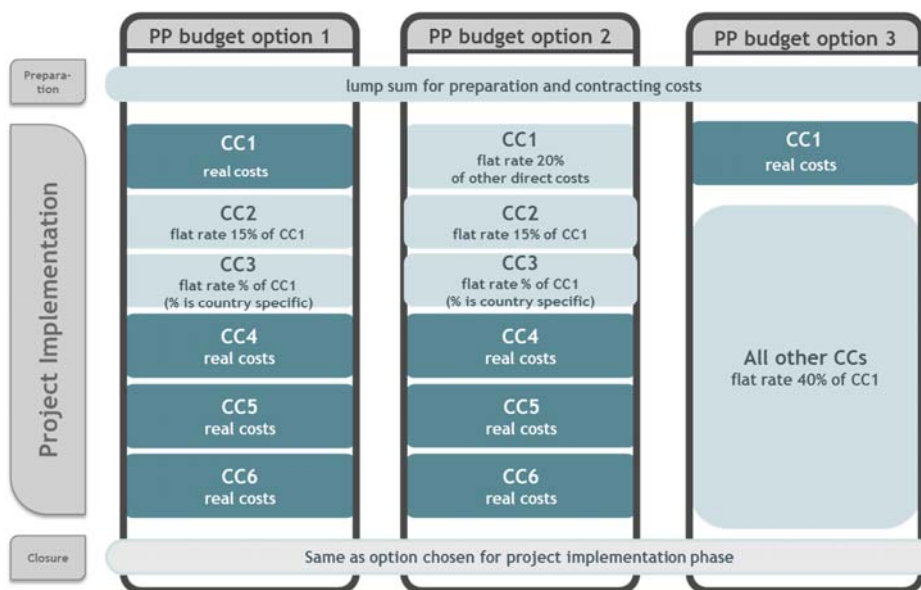 PP budget option 1
PP budget option 2
PP budget option 3
Prepara-
tion
lump sum for preparation and contracting costs
Project Implementation
CC1
real costs
CC2
flat rate 15% of CC1
CC3
flat rate % of CC1
(% is country specific)
CC4
real costs
CC5
real costs
CC6
real costs
CC1
flat rate 20%
of other direct costs
CC2
flat rate 15% of CC1
CC3
flat rate % of CC1
(% is country specific)
CC4
real costs
CC5
real costs
CC6
real costs
CC1
real costs
All other CCs
flat rate 40% of CC1
Closure
Same as option chosen for project implementation phase